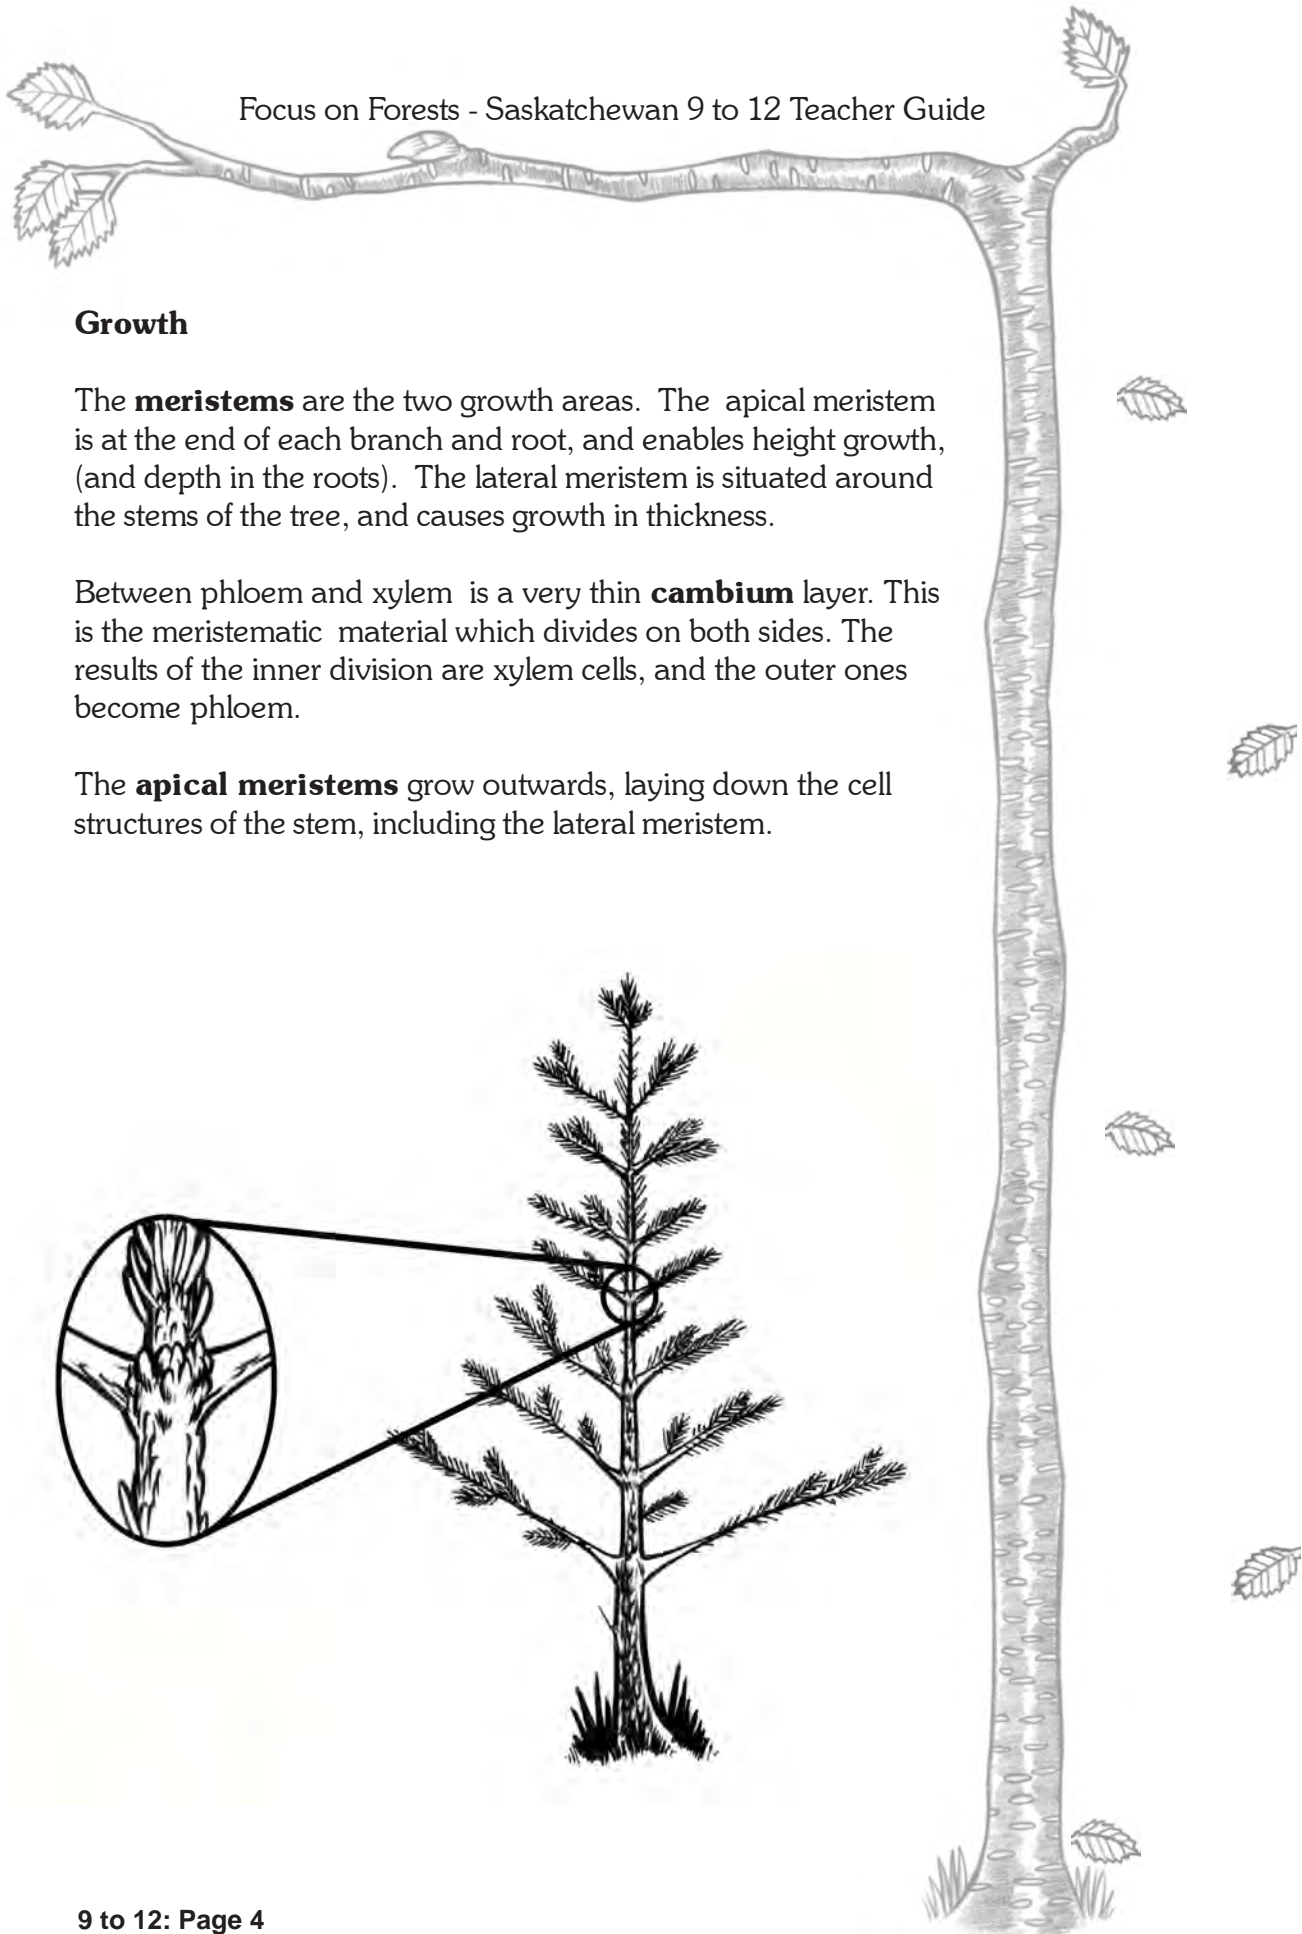 Focus on Forests - Saskatchewan 9 to 12 Teacher Guide
Growth
The meristems are the two growth areas.  The  apical meristem
is at the end of each branch and root, and enables height growth,
(and depth in the roots).  The lateral meristem is situated around
the stems of the tree, and causes growth in thickness.
Between phloem and xylem  is a very thin cambium layer. This
is the meristematic  material which divides on both sides. The
results of the inner division are xylem cells, and the outer ones
become phloem.
The apical meristems grow outwards, laying down the cell
structures of the stem, including the lateral meristem.
9 to 12: Page 4